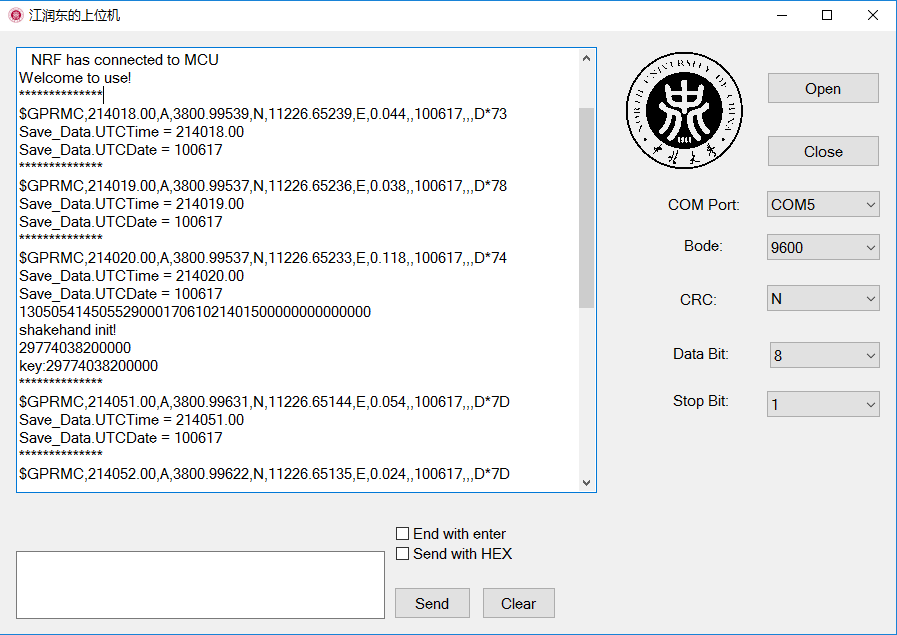 江润东的上位机
NRF has connected to MCU
Welcome to use!
**************
$GPRMC,214018.00,A,3800.99539,N,11226.65239,E,0.044,,100617,,,D*73
Save_Data.UTCTime = 214018.00
Save_Data.UTCDate = 100617
**************
$GPRMC,214019.00,A,3800.99537,N,11226.65236,E,0.038,,100617,,,D*78
Save_Data.UTCTime = 214019.00
Save_Data.UTCDate = 100617
**************
$GPRMC,214020.00,A,3800.99537,N,11226.65233,E,0.118,,100617,,,D*74
Save_Data.UTCTime = 214020.00
Save_Data.UTCDate = 100617
13050541450552900017061021401500000000000000
shakehand init!
29774038200000
key:29774038200000
**************
$GPRMC,214051.00,A,3800.99631,N,11226.65144,E,0.054,,100617,,,D*7D
Save_Data.UTCTime = 214051.00
Save_Data.UTCDate = 100617
**************
$GPRMC,214052.00,A,3800.99622,N,11226.65135,E,0.024,,100617,,,D*7D
NORTH UNIVERSITY OF CHINA
1941
中北大学
Open
Close
COM Port: COM5
Bode: 9600
CRC: N
Data Bit: 8
Stop Bit: 1
End with enter
Send with HEX
Send Clear